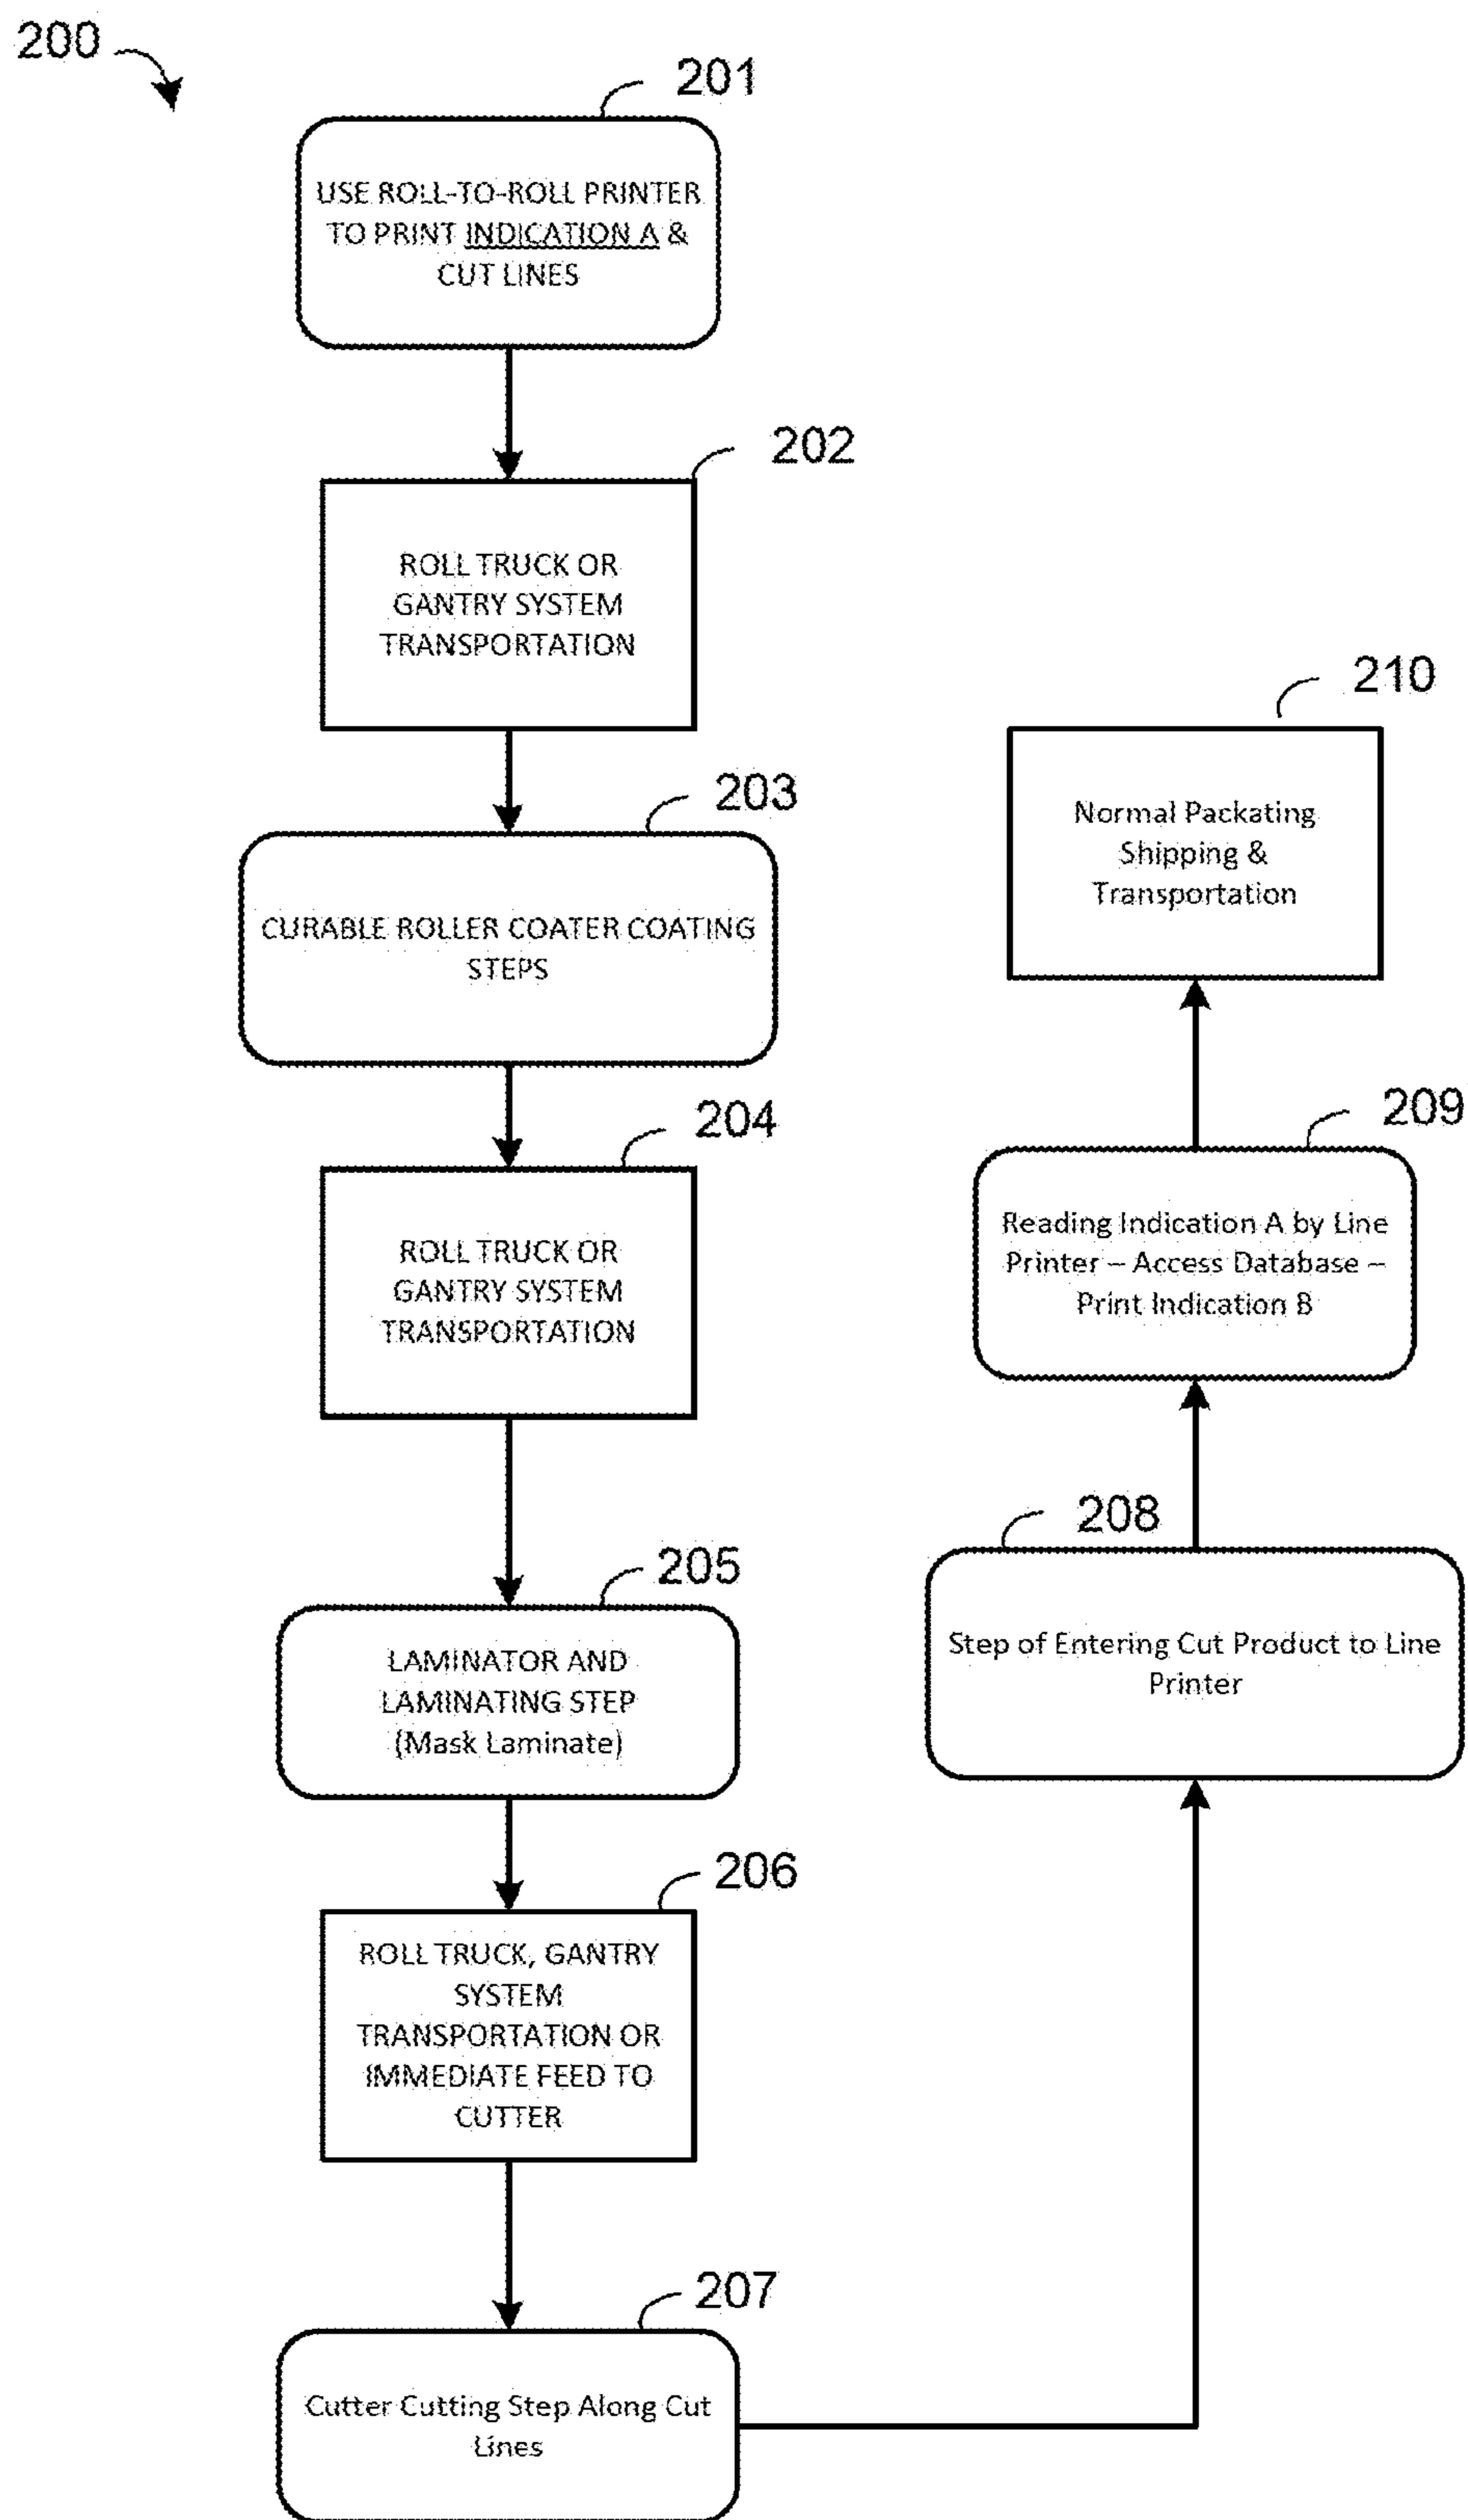 200
201
USE ROLL-TO-ROLL PRINTER
TO PRINT INDICATION A &
CUT LINES
202
ROLL TRUCK OR
GANTRY SYSTEM
TRANSPORTATION
203
CURABLE ROLLER COATER COATING
STEPS
204
ROLL TRUCK OR
GANTRY SYSTEM
TRANSPORTATION
205
LAMINATOR AND
LAMINATING STEP
(Mask Laminate)
206
ROLL TRUCK, GANTRY
SYSTEM
TRANSPORTATION OR
IMMEDIATE FEED TO
CUTTER
207
Cutter Cutting Step Along Cut
Lines
208
Step of Entering Cut Product to Line
Printer
209
Reading Indication A by Line
Printer – Access Database –
Print Indication B
210
Normal Packating
Shipping &
Transportation